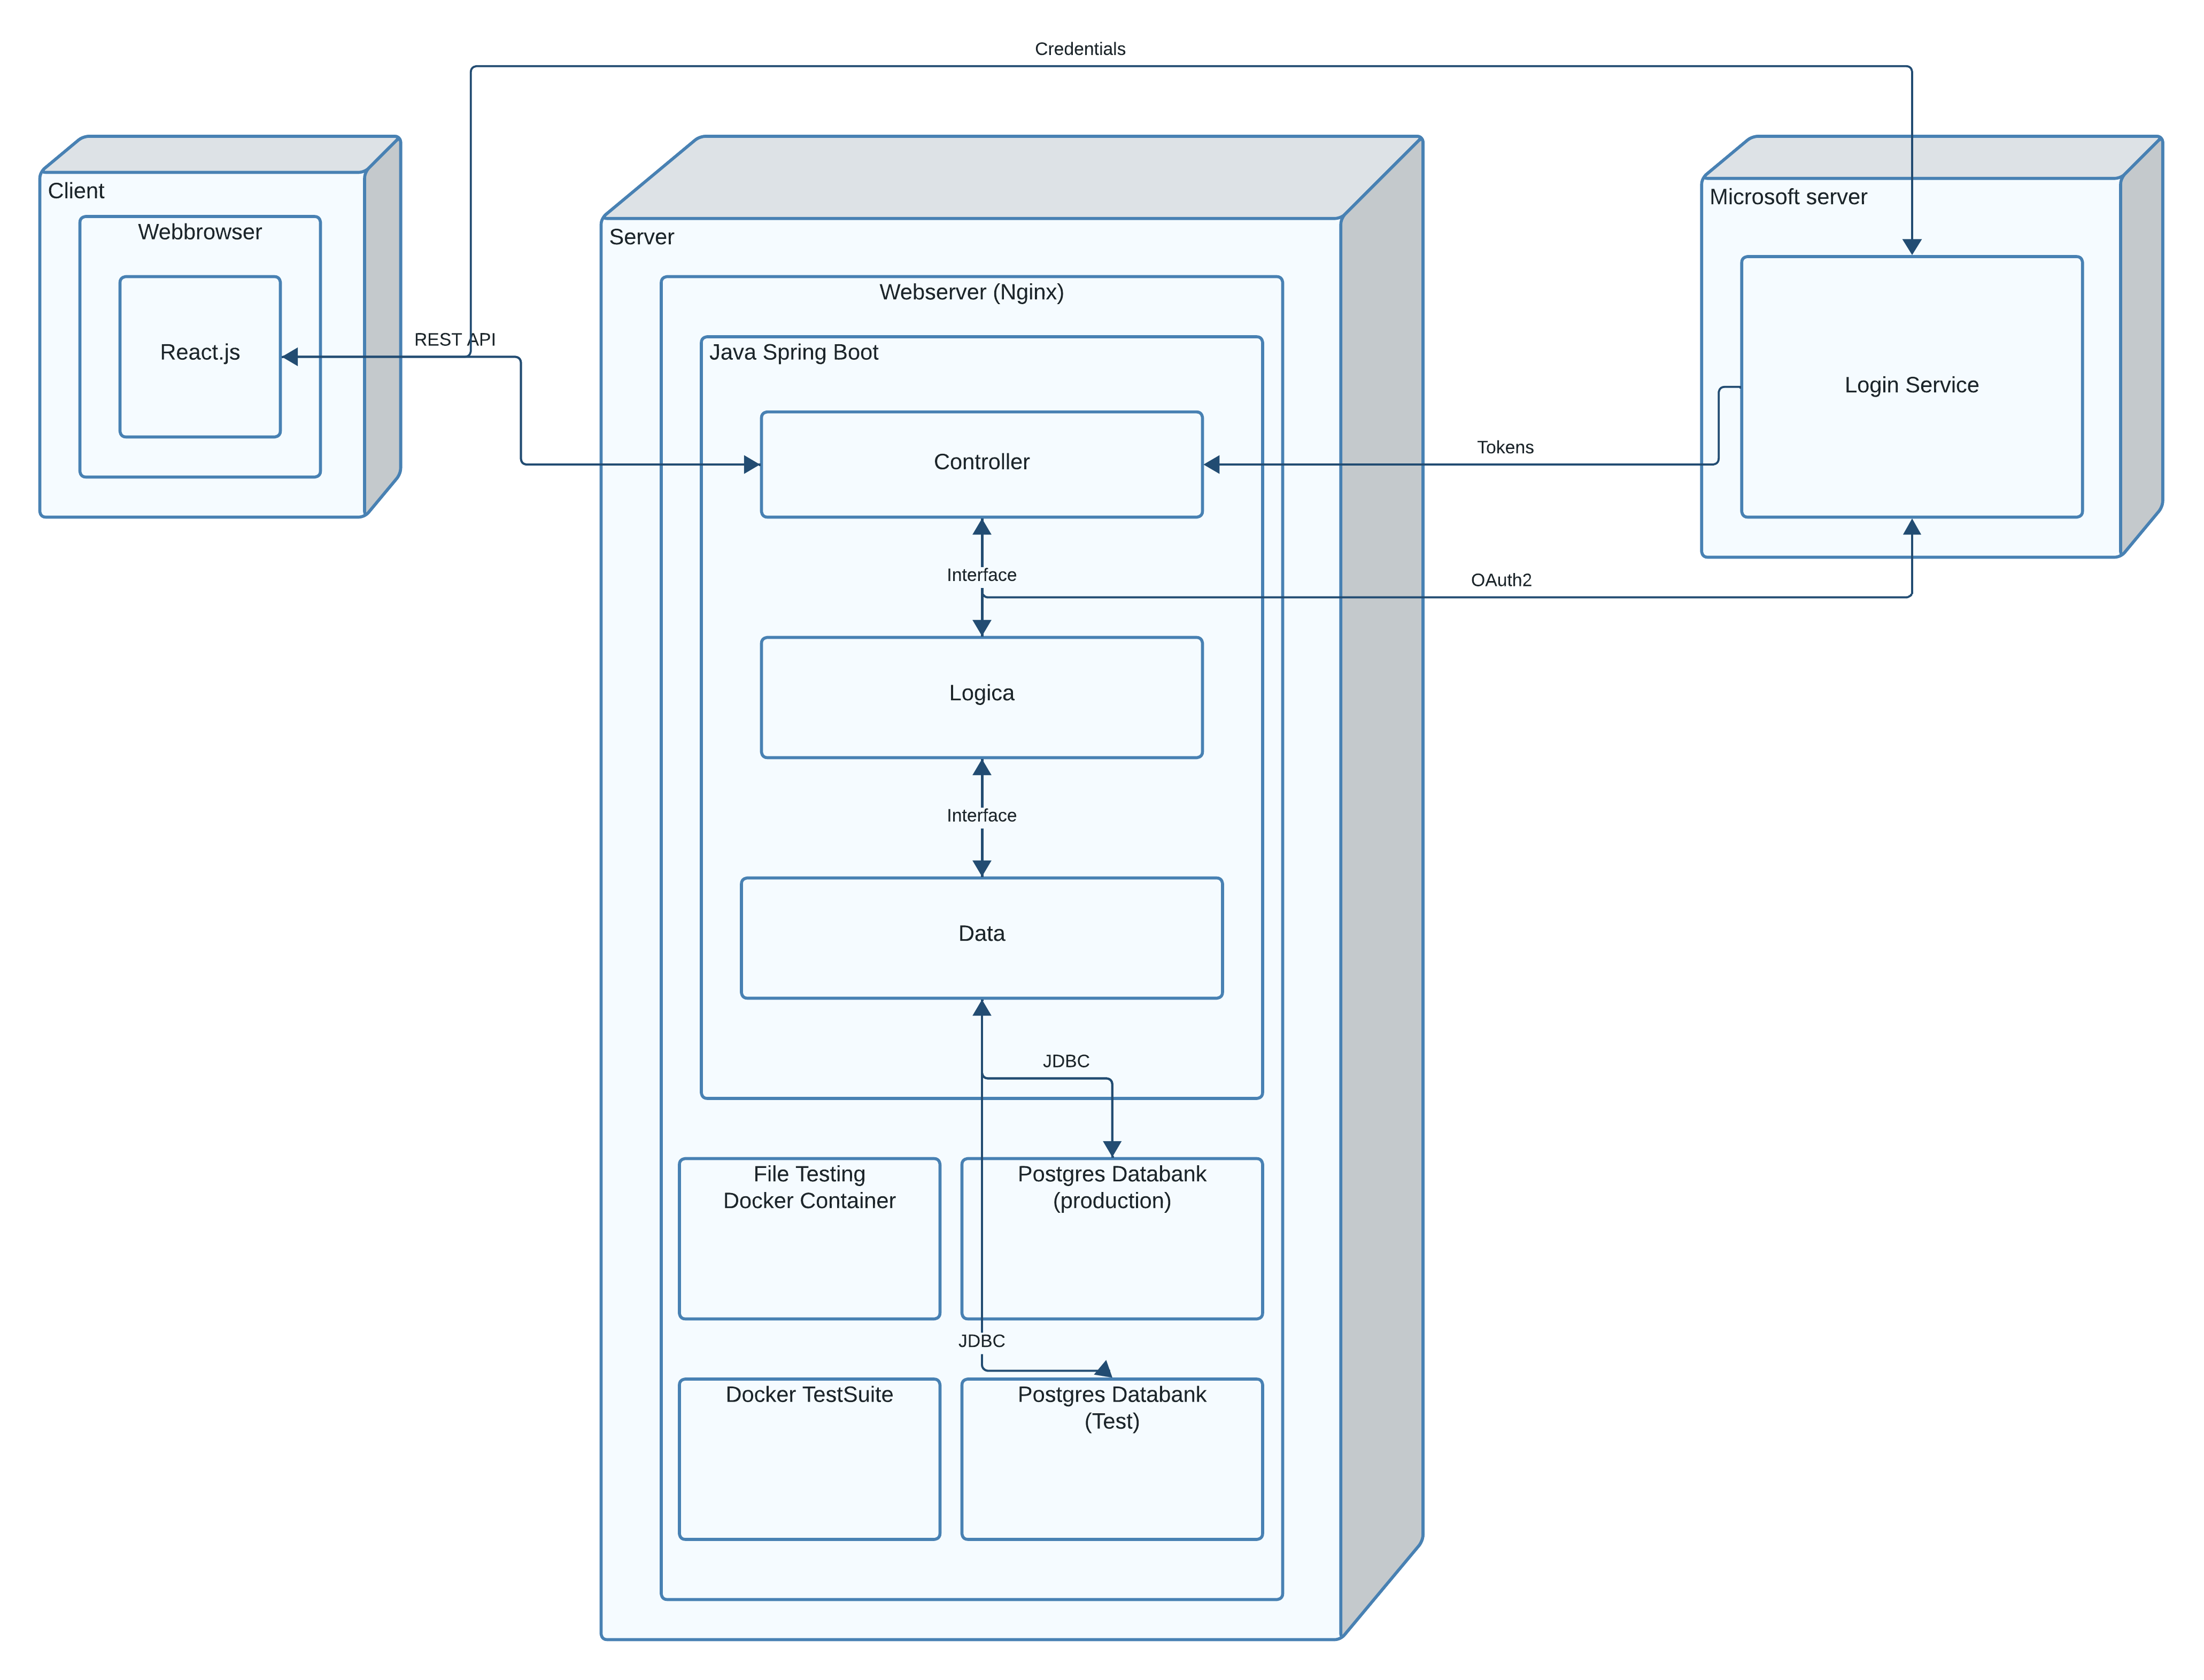 Credentials
Client
Webbrowser
React.js
REST API
Server
Webserver (Nginx)
Java Spring Boot
Controller
Interface
Logica
Interface
Data
JDBC
File Testing
Docker Container
Postgres Databank
(production)
JDBC
Docker TestSuite
Postgres Databank
(Test)
Microsoft server
Login Service
Tokens
OAuth2